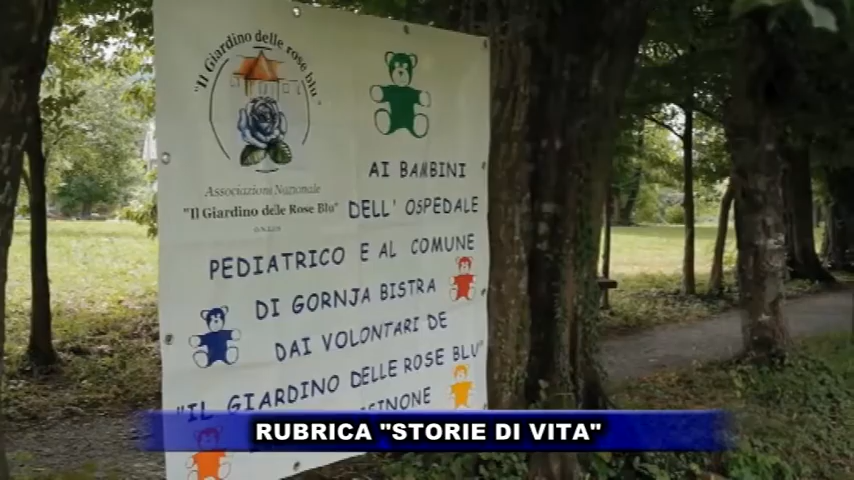 "Il Giardino delle rose blu"
Associazione Nazionale
"Il Giardino delle Rose Blu"
O.N.L.U.S
AI BAMBINI
DELL' OSPEDALE
PEDIATRICO E AL COMUNE
DI GORNJA BISTRA
DAI VOLONTARI DE
"IL GIARDINO DELLE ROSE BLU"
RUBRICA "STORIE DI VITA"